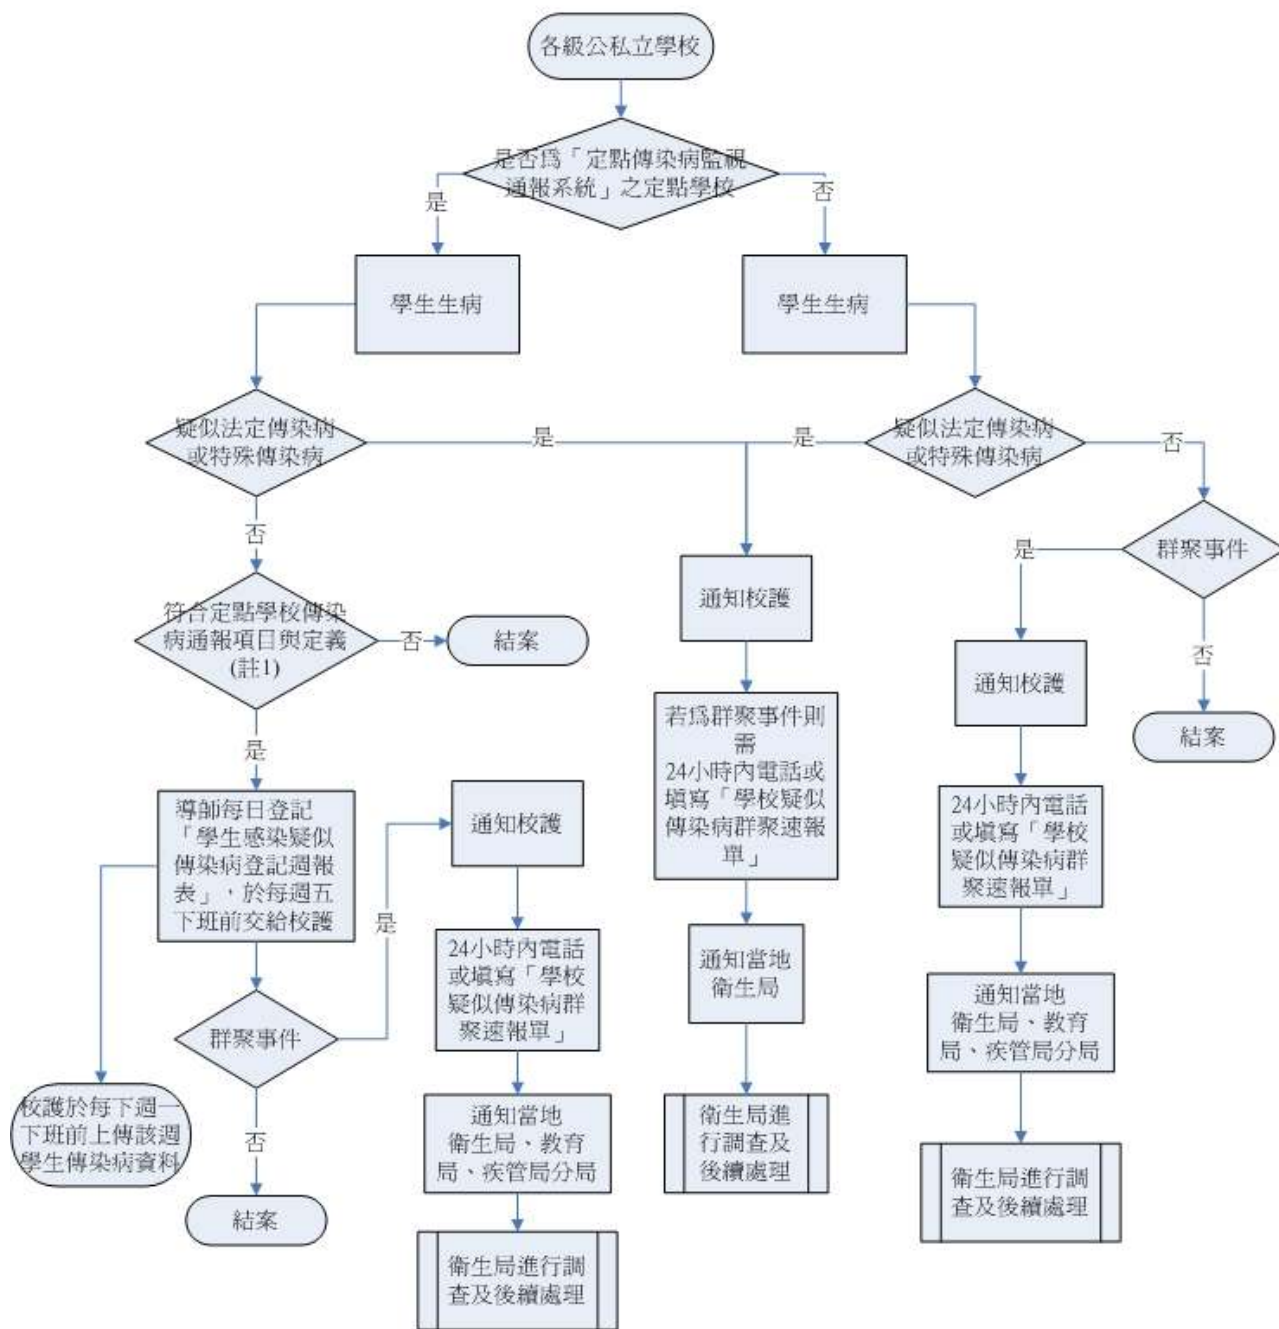 各級公私立學校
是否爲「定點傳染病監視
通報系統」之定點學校
是
否
學生生病
學生生病
疑似法定傳染病
或特殊傳染病
是
是
疑似法定傳染病
或特殊傳染病
否
否
群聚事件
是
否
符合定點學校傳染
病通報項目與定義
(註1)
否
結案
是
通知校護
通知校護
結案
若爲群聚事件則
需
24小時內電話或
填寫「學校疑似
傳染病群聚速報
單」
24小時內電話
或填寫「學校
疑似傳染病群
聚速報單」
導師每日登記
「學生感染疑似
傳染病登記週報
表」，於每週五
下班前交給校護
是
通知校護
24小時內電話
或填寫「學校
疑似傳染病群
聚速報單」
通知當地
衛生局
通知當地
衛生局、教育
局、疾管局分局
群聚事件
否
結案
校護於每下週一
下班前上傳該週
學生傳染病資料
通知當地
衛生局、教育
局、疾管局分局
衛生局進
行調查及
後續處理
衛生局進行調
查及後續處理
衛生局進行調
查及後續處理